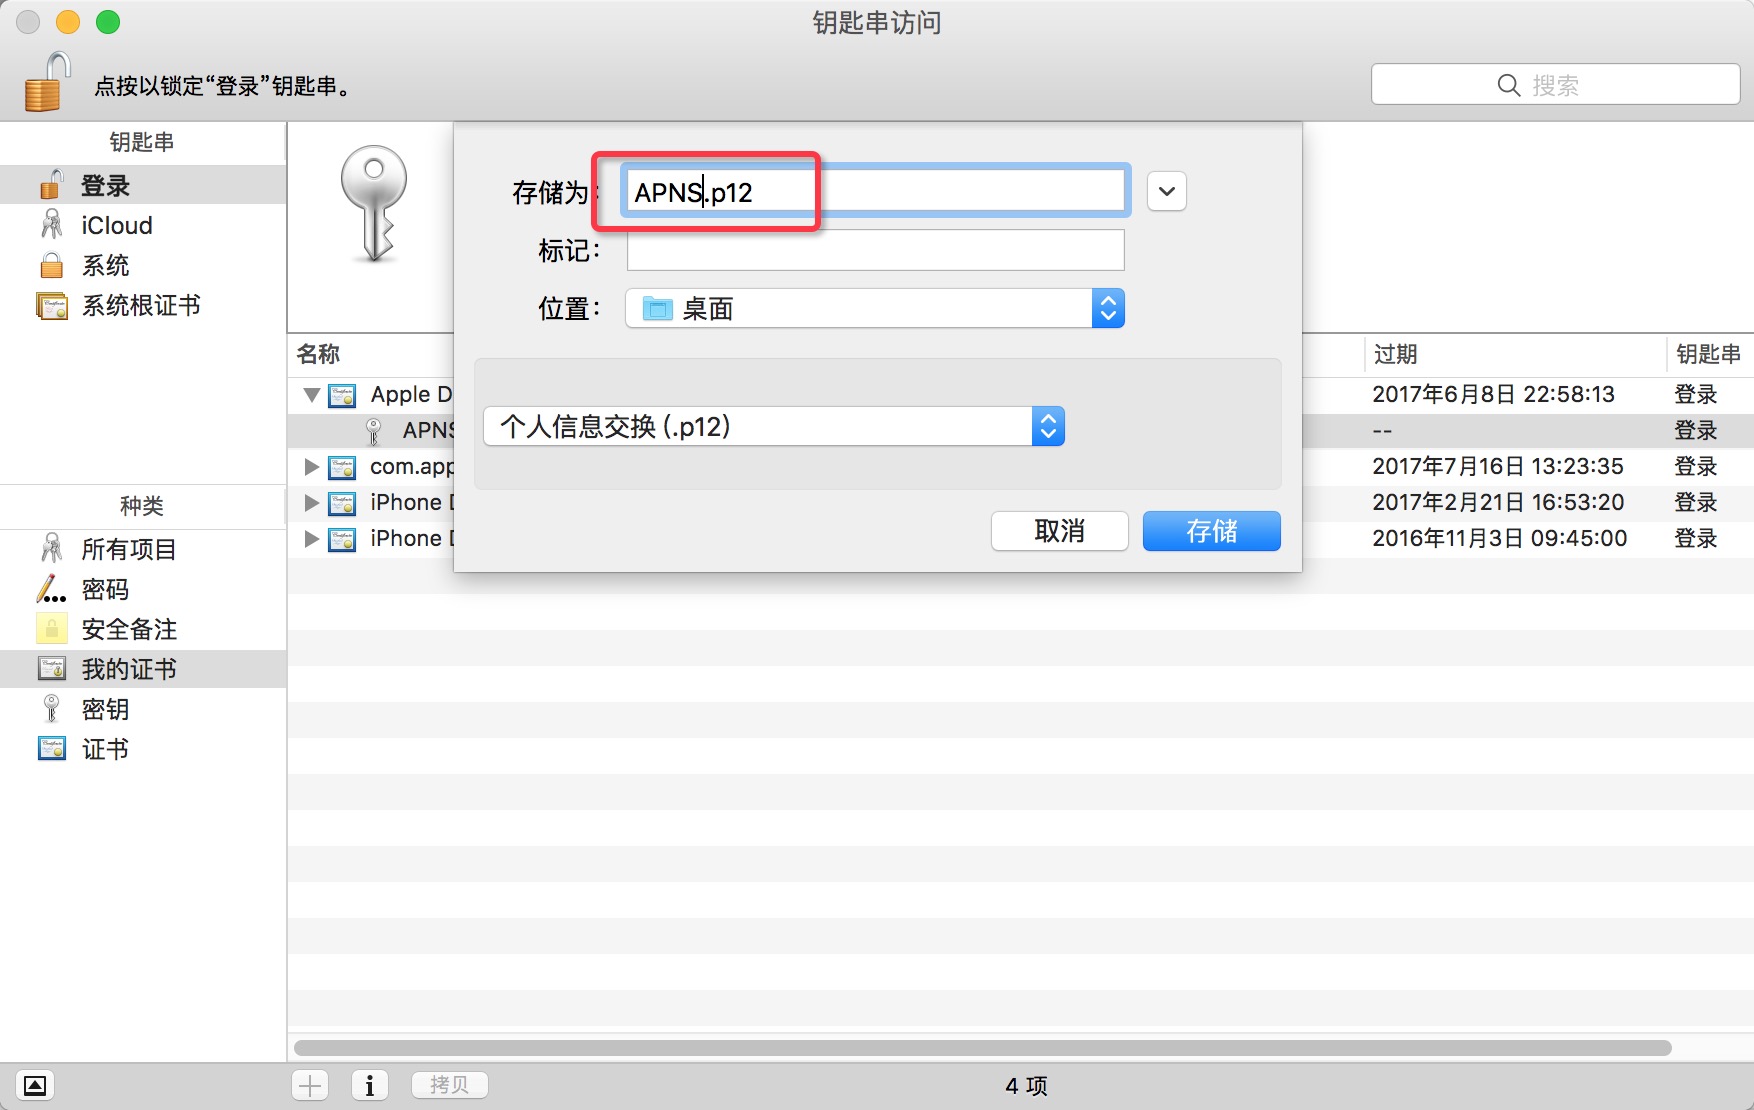 钥匙串访问
点按以锁定“登录”钥匙串。
搜索
钥匙串
登录
iCloud
系统
系统根证书
种类
所有项目
密码
安全备注
我的证书
密钥
证书
存储为：
APNS.p12
标记：
位置：
桌面
个人信息交换 (.p12)
取消
存储
名称
过期
钥匙串
Apple D
2017年6月8日 22:58:13
登录
APNS
--
登录
com.app
2017年7月16日 13:23:35
登录
iPhone D
2017年2月21日 16:53:20
登录
iPhone D
2016年11月3日 09:45:00
登录
拷贝
4 项